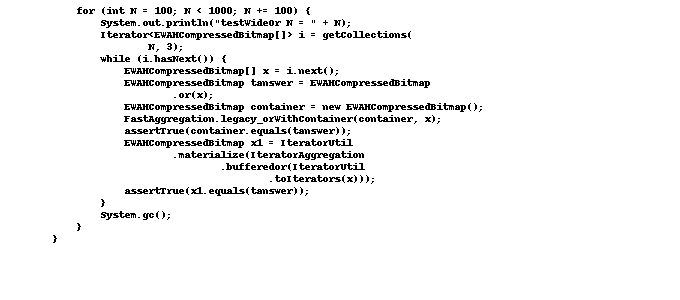 for (int N = 100; N < 1000; N += 100) {
System.out.println("testWideOr N = " + N);
Iterator<EWAHCompressedBitmap[]> i = getCollections(
N, 3);
while (i.hasNext()) {
EWAHCompressedBitmap[] x = i.next();
EWAHCompressedBitmap tanswer = EWAHCompressedBitmap
.or(x);
EWAHCompressedBitmap container = new EWAHCompressedBitmap();
FastAggregation.legacy_orWithContainer(container, x);
assertTrue(container.equals(tanswer));
EWAHCompressedBitmap x1 = IteratorUtil
.materialize(IteratorAggregation
.bufferedor(IteratorUtil
.toIterators(x)));
assertTrue(x1.equals(tanswer));
}
System.gc();
}
}